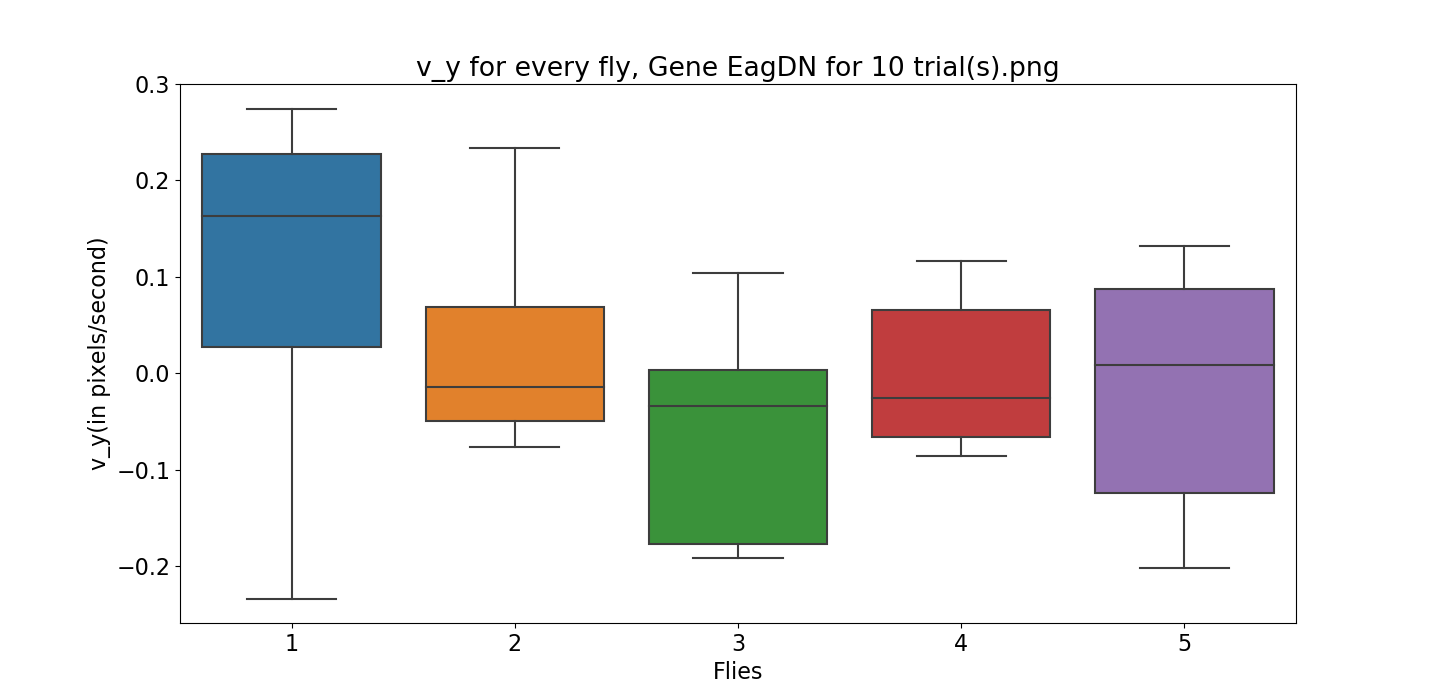 v_y for every fly, Gene EagDN for 10 trial(s).png
v_y(in pixels/second)
0.3
0.2
0.1
0.0
−0.1
−0.2
1 2 3 4 5
Flies